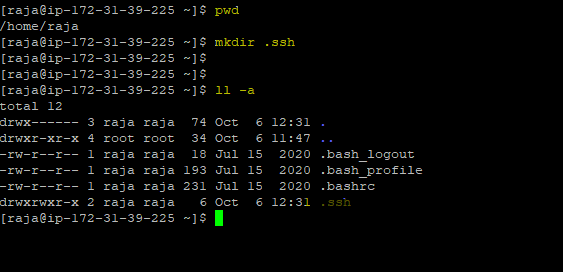 [raja@ip-172-31-39-225 ~]$ pwd
/home/raja
[raja@ip-172-31-39-225 ~]$ mkdir .ssh
[raja@ip-172-31-39-225 ~]$
[raja@ip-172-31-39-225 ~]$
[raja@ip-172-31-39-225 ~]$ ll -a
total 12
drwx------ 3 raja raja  74 Oct  6 12:31 .
drwxr-xr-x 4 root root  34 Oct  6 11:47 ..
-rw-r--r-- 1 raja raja  18 Jul 15  2020 .bash_logout
-rw-r--r-- 1 raja raja 193 Jul 15  2020 .bash_profile
-rw-r--r-- 1 raja raja 231 Jul 15  2020 .bashrc
drwxrwxr-x 2 raja raja   6 Oct  6 12:31 .ssh
[raja@ip-172-31-39-225 ~]$